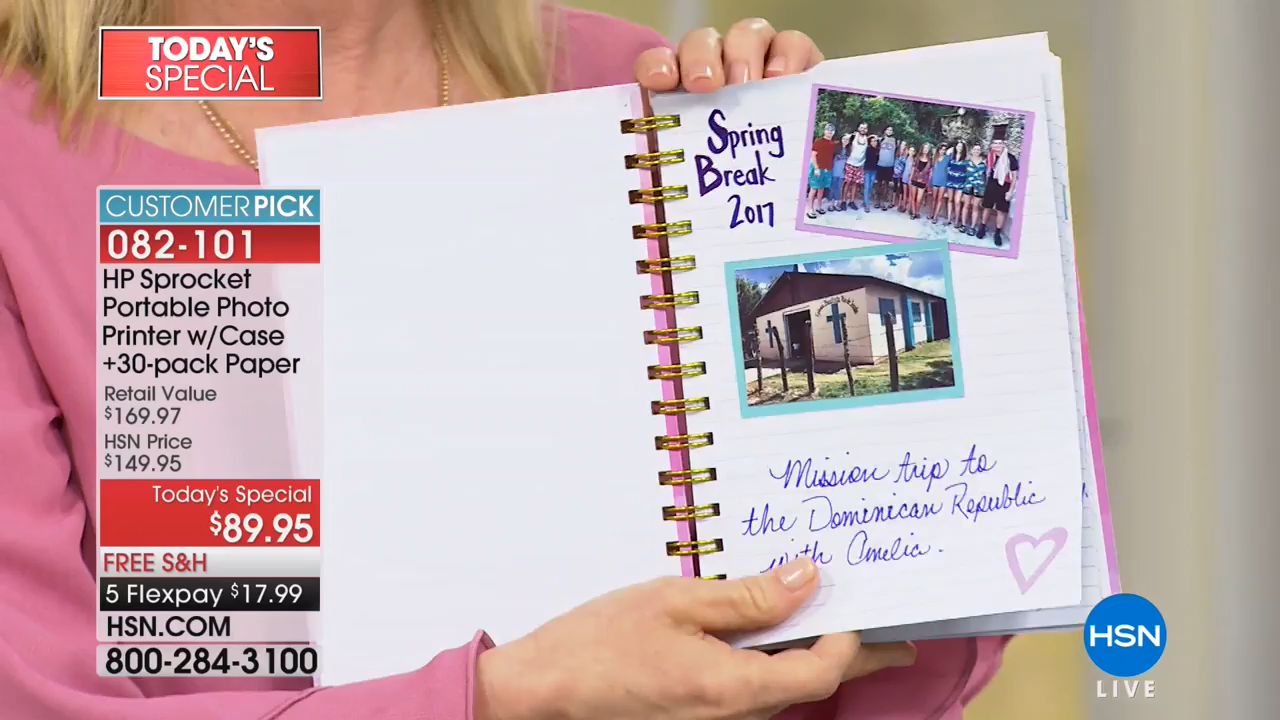 TODAY'S
SPECIAL
CUSTOMER PICK
082-101
HP Sprocket
Portable Photo
Printer w/Case
+30-pack Paper
Retail Value
$169.97
HSN Price
$149.95
Today's Special
$89.95
FREE S&H
5 Flexpay $17.99
HSN.COM
800-284-3100
Spring
Break
2017
Mission trip to
the Dominican Republic
with Amelia.
HSN
LIVE